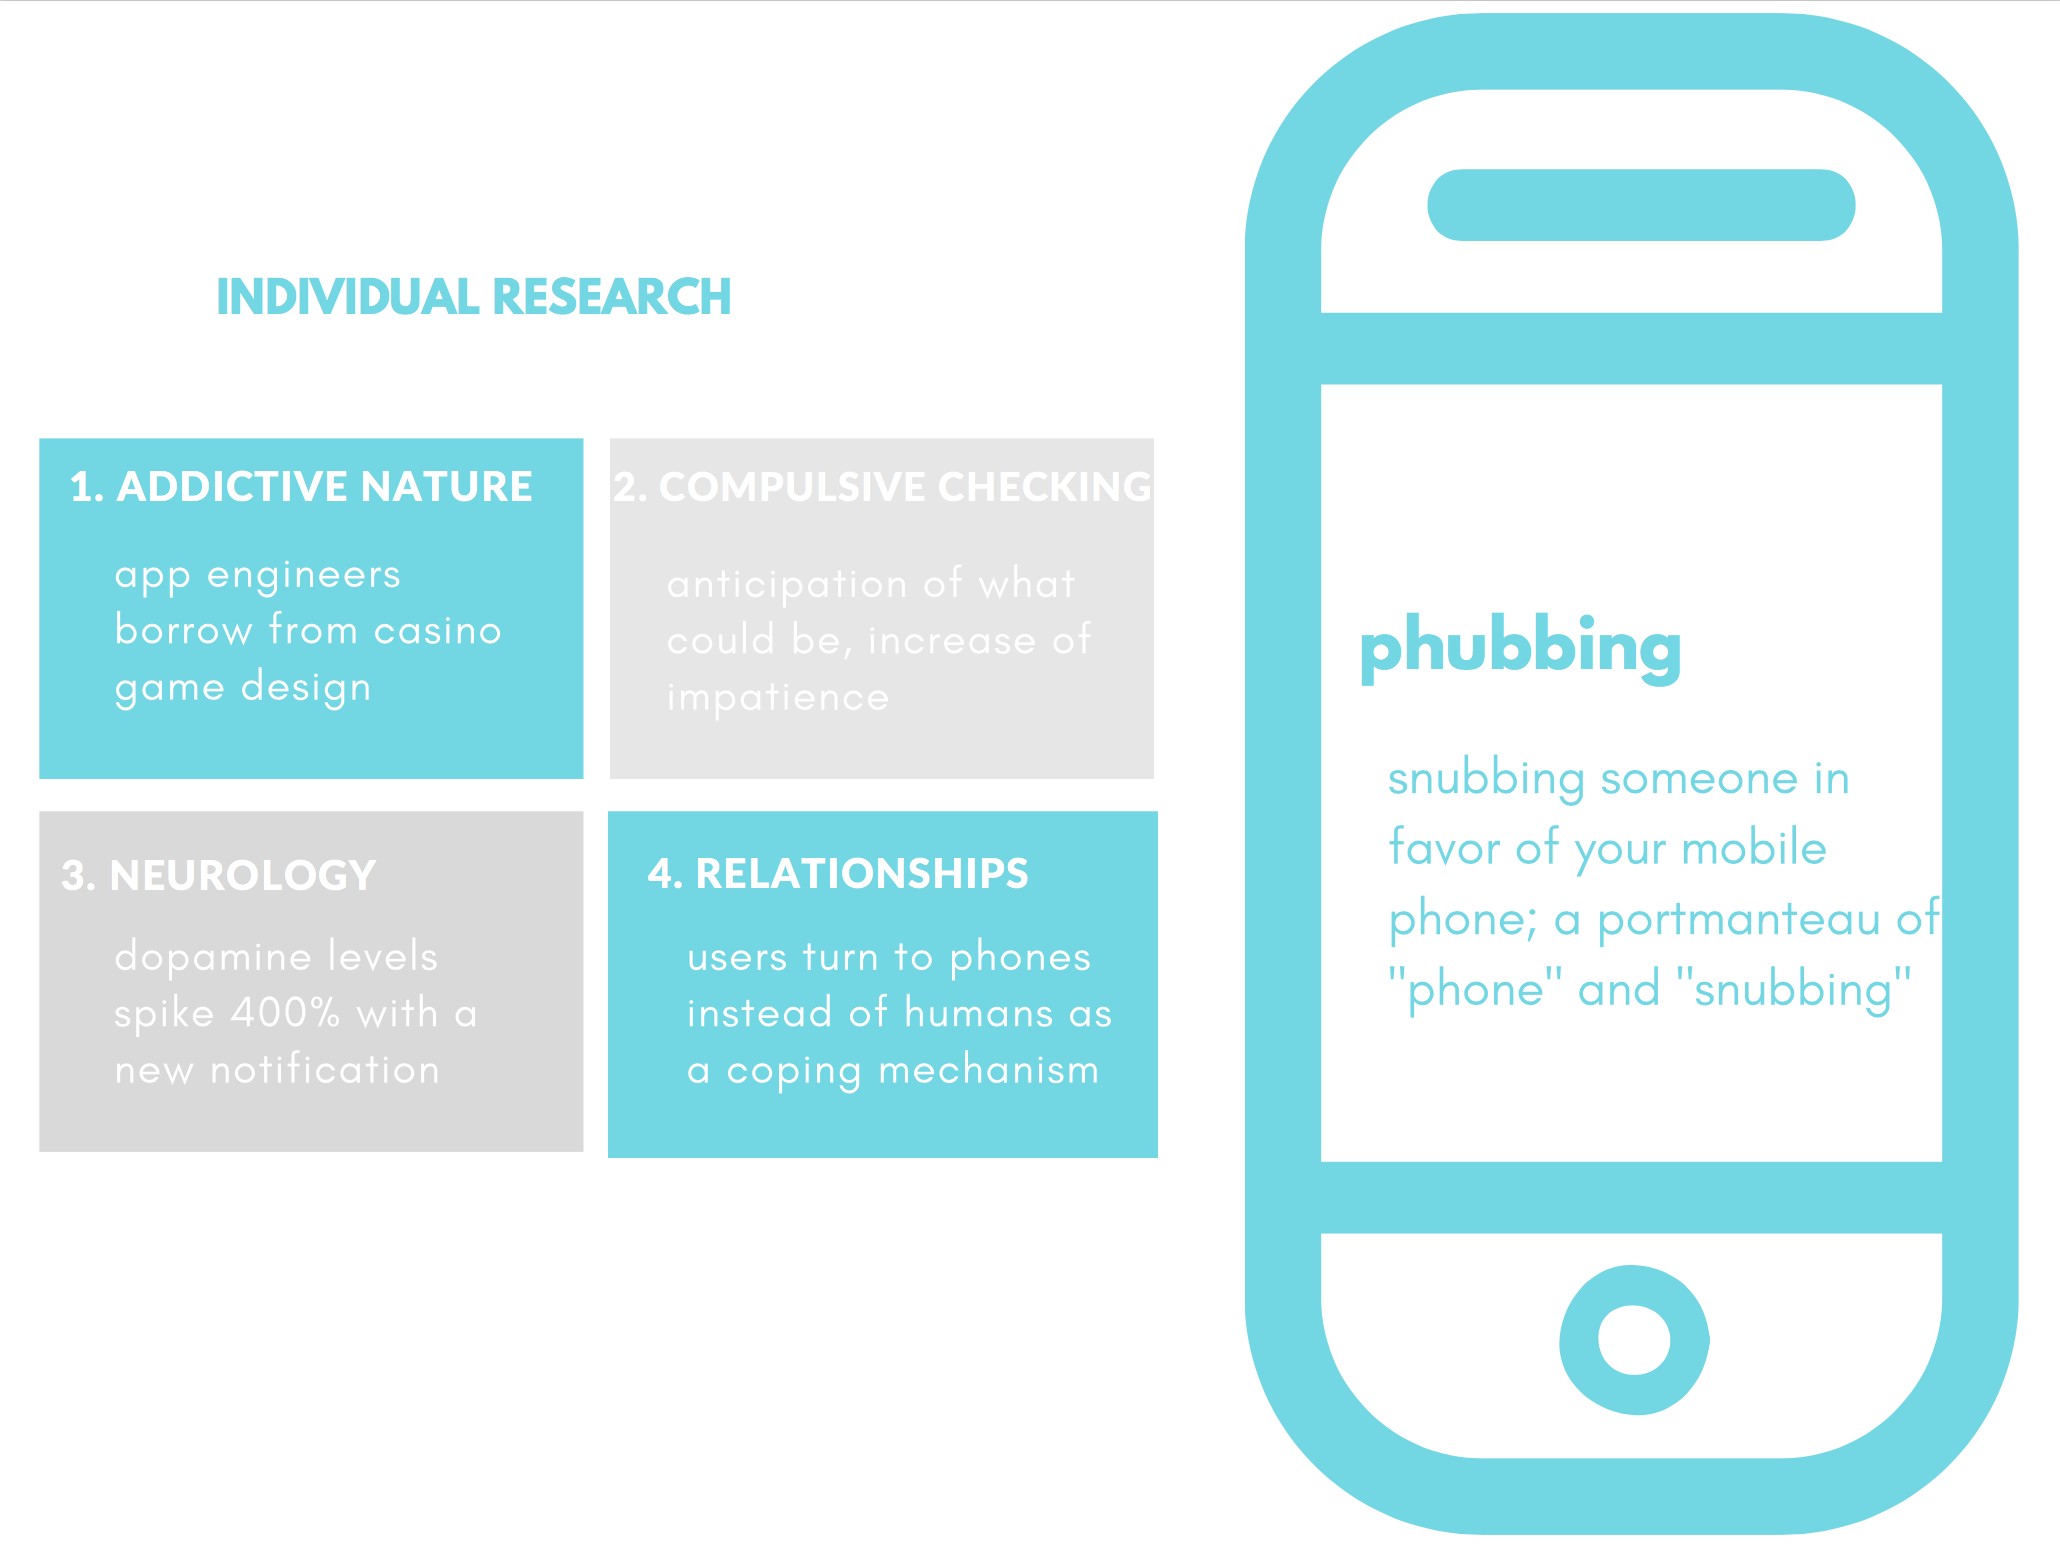 INDIVIDUAL RESEARCH
1. ADDICTIVE NATURE
app engineers
borrow from casino
game design
2. COMPULSIVE CHECKING
anticipation of what
could be, increase of
impatience
3. NEUROLOGY
dopamine levels
spike 400% with a
new notification
4. RELATIONSHIPS
users turn to phones
instead of humans as
a coping mechanism
phubbing
snubbing someone in
favor of your mobile
phone; a portmanteau of
"phone" and "snubbing"